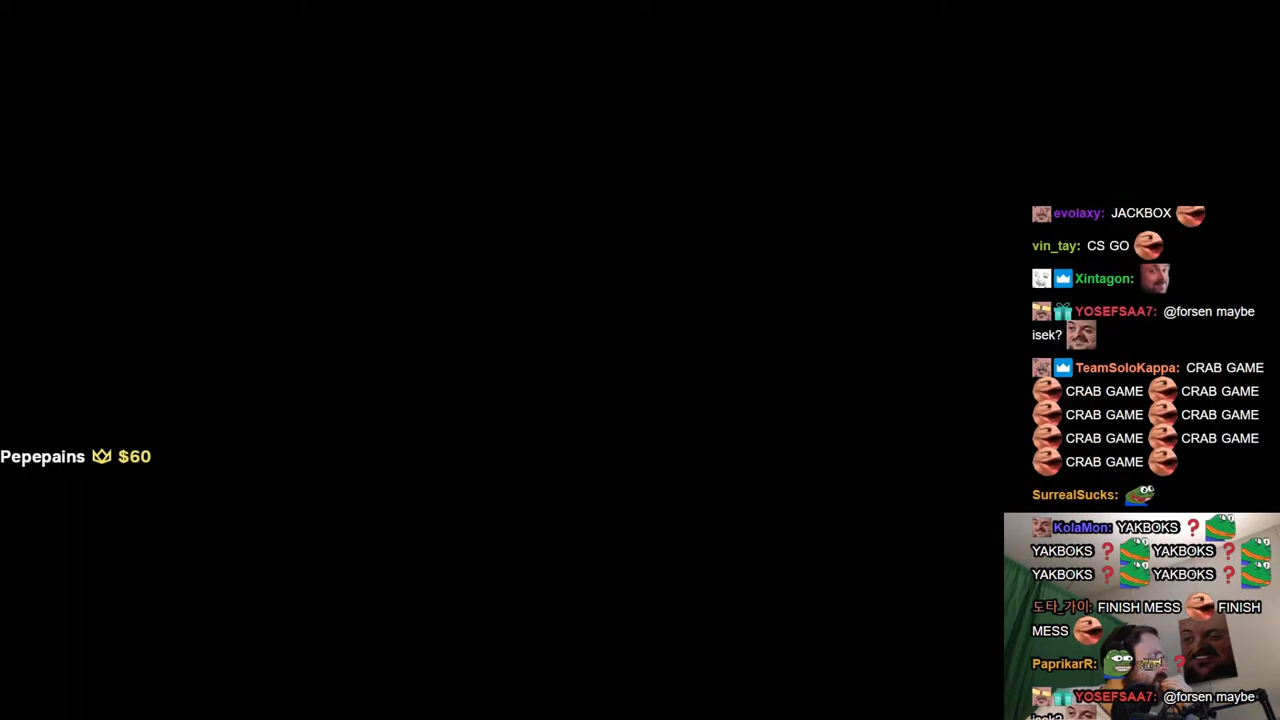 evolaxy: JACKBOX
vin_tay: CS GO
Xintagon:
YOSEFSAA7: @forsen maybe
isek?
TeamSoloKappa: CRAB GAME
CRAB GAME CRAB GAME
CRAB GAME CRAB GAME
CRAB GAME CRAB GAME
CRAB GAME
Pepepains $60
SurrealSucks:
KolaMon: YAKBOKS ❓
YAKBOKS ❓ YAKBOKS ❓
YAKBOKS ❓ YAKBOKS ❓
도타_가이: FINISH MESS FINISH
MESS
PaprikarR: ❓
YOSEFSAA7: @forsen maybe
isek?